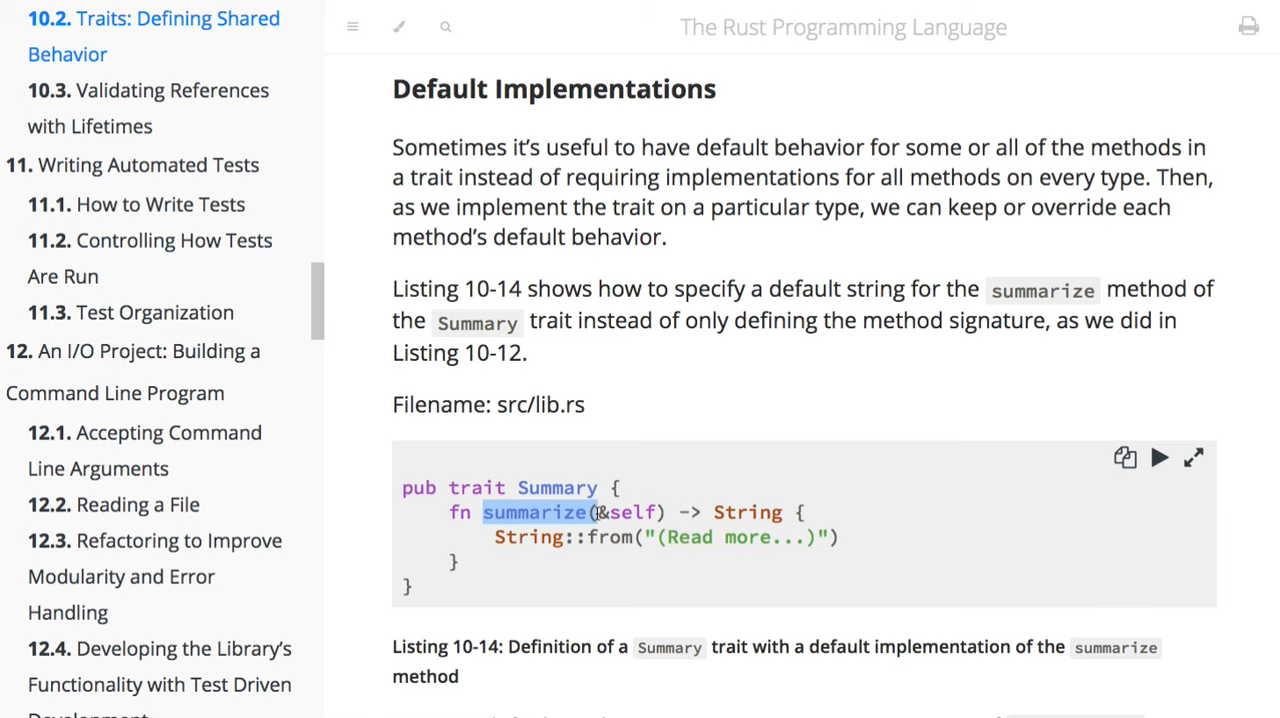 10.2. Traits: Defining Shared
Behavior
10.3. Validating References
with Lifetimes
11. Writing Automated Tests
11.1. How to Write Tests
11.2. Controlling How Tests
Are Run
11.3. Test Organization
12. An I/O Project: Building a
Command Line Program
12.1. Accepting Command
Line Arguments
12.2. Reading a File
12.3. Refactoring to Improve
Modularity and Error
Handling
12.4. Developing the Library’s
Functionality with Test Driven
Development
The Rust Programming Language
Default Implementations
Sometimes it’s useful to have default behavior for some or all of the methods in
a trait instead of requiring implementations for all methods on every type. Then,
as we implement the trait on a particular type, we can keep or override each
method’s default behavior.
Listing 10-14 shows how to specify a default string for the summarize method of
the Summary trait instead of only defining the method signature, as we did in
Listing 10-12.
Filename: src/lib.rs
pub trait Summary {
    fn summarize(&self) -> String {
        String::from("(Read more...)")
    }
}
Listing 10-14: Definition of a Summary trait with a default implementation of the summarize
method